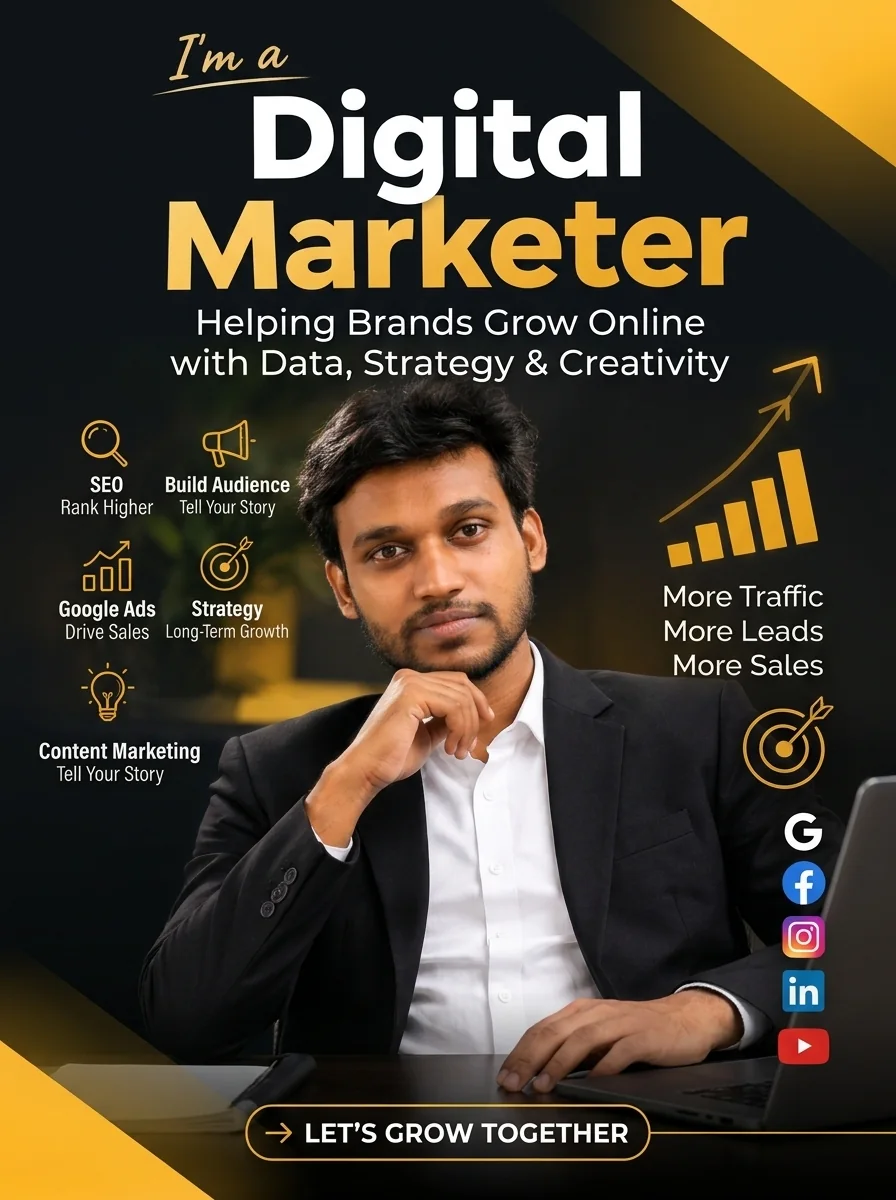 I'm a
Digital
Marketer
Helping Brands Grow Online
with Data, Strategy & Creativity
SEO
Rank Higher
Build Audience
Tell Your Story
Google Ads
Drive Sales
Strategy
Long-Term Growth
Content Marketing
Tell Your Story
More Traffic
More Leads
More Sales
G
f
in
LET'S GROW TOGETHER